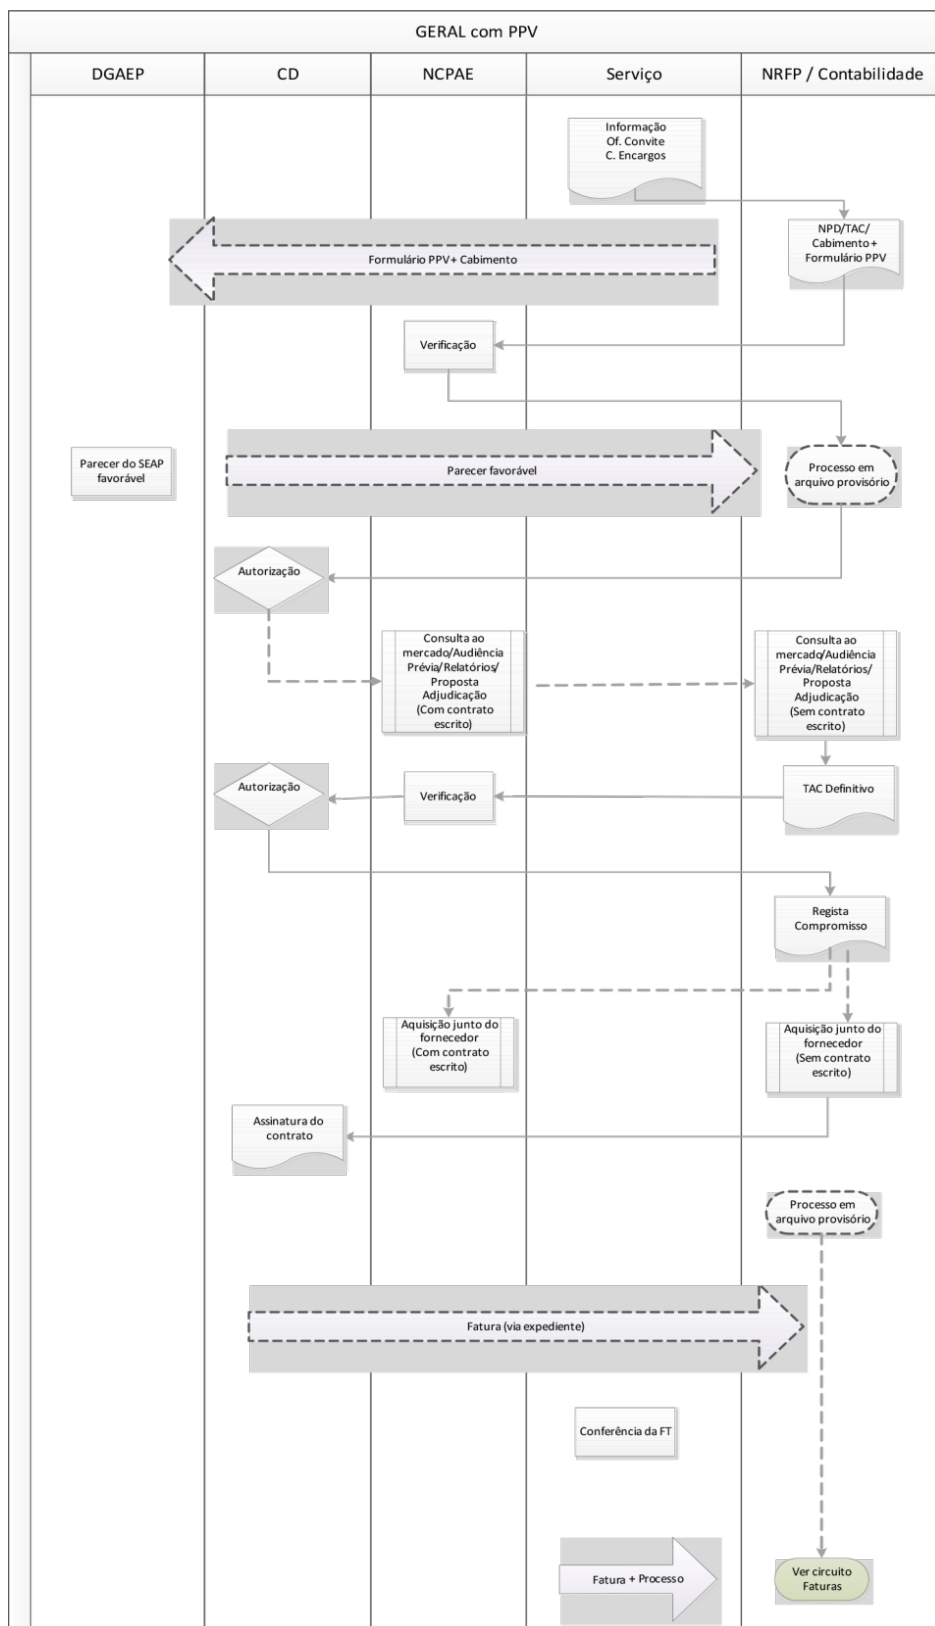 GERAL com PPV
DGAEP
CD
NCPAE
Serviço
NRFP / Contabilidade
Informação
Of. Convite
C. Encargos
NPD/TAC/
Cabimento +
Formulário PPV
Formulário PPV+ Cabimento
Verificação
Parecer do SEAP
favorável
Parecer favorável
Processo em
arquivo provisório
Autorização
Consulta ao
mercado/Audiência
Prévia/Relatórios/
Proposta
Adjudicação
(Com contrato
escrito)
Consulta ao
mercado/Audiência
Prévia/Relatórios/
Proposta
Adjudicação
(Sem contrato
escrito)
Autorização
Verificação
TAC Definitivo
Regista
Compromisso
Aquisição junto do
fornecedor
(Com contrato
escrito)
Aquisição junto do
fornecedor
(Sem contrato
escrito)
Assinatura do
contrato
Processo em
arquivo provisório
Fatura (via expediente)
Conferência da FT
Fatura + Processo
Ver circuito
Faturas